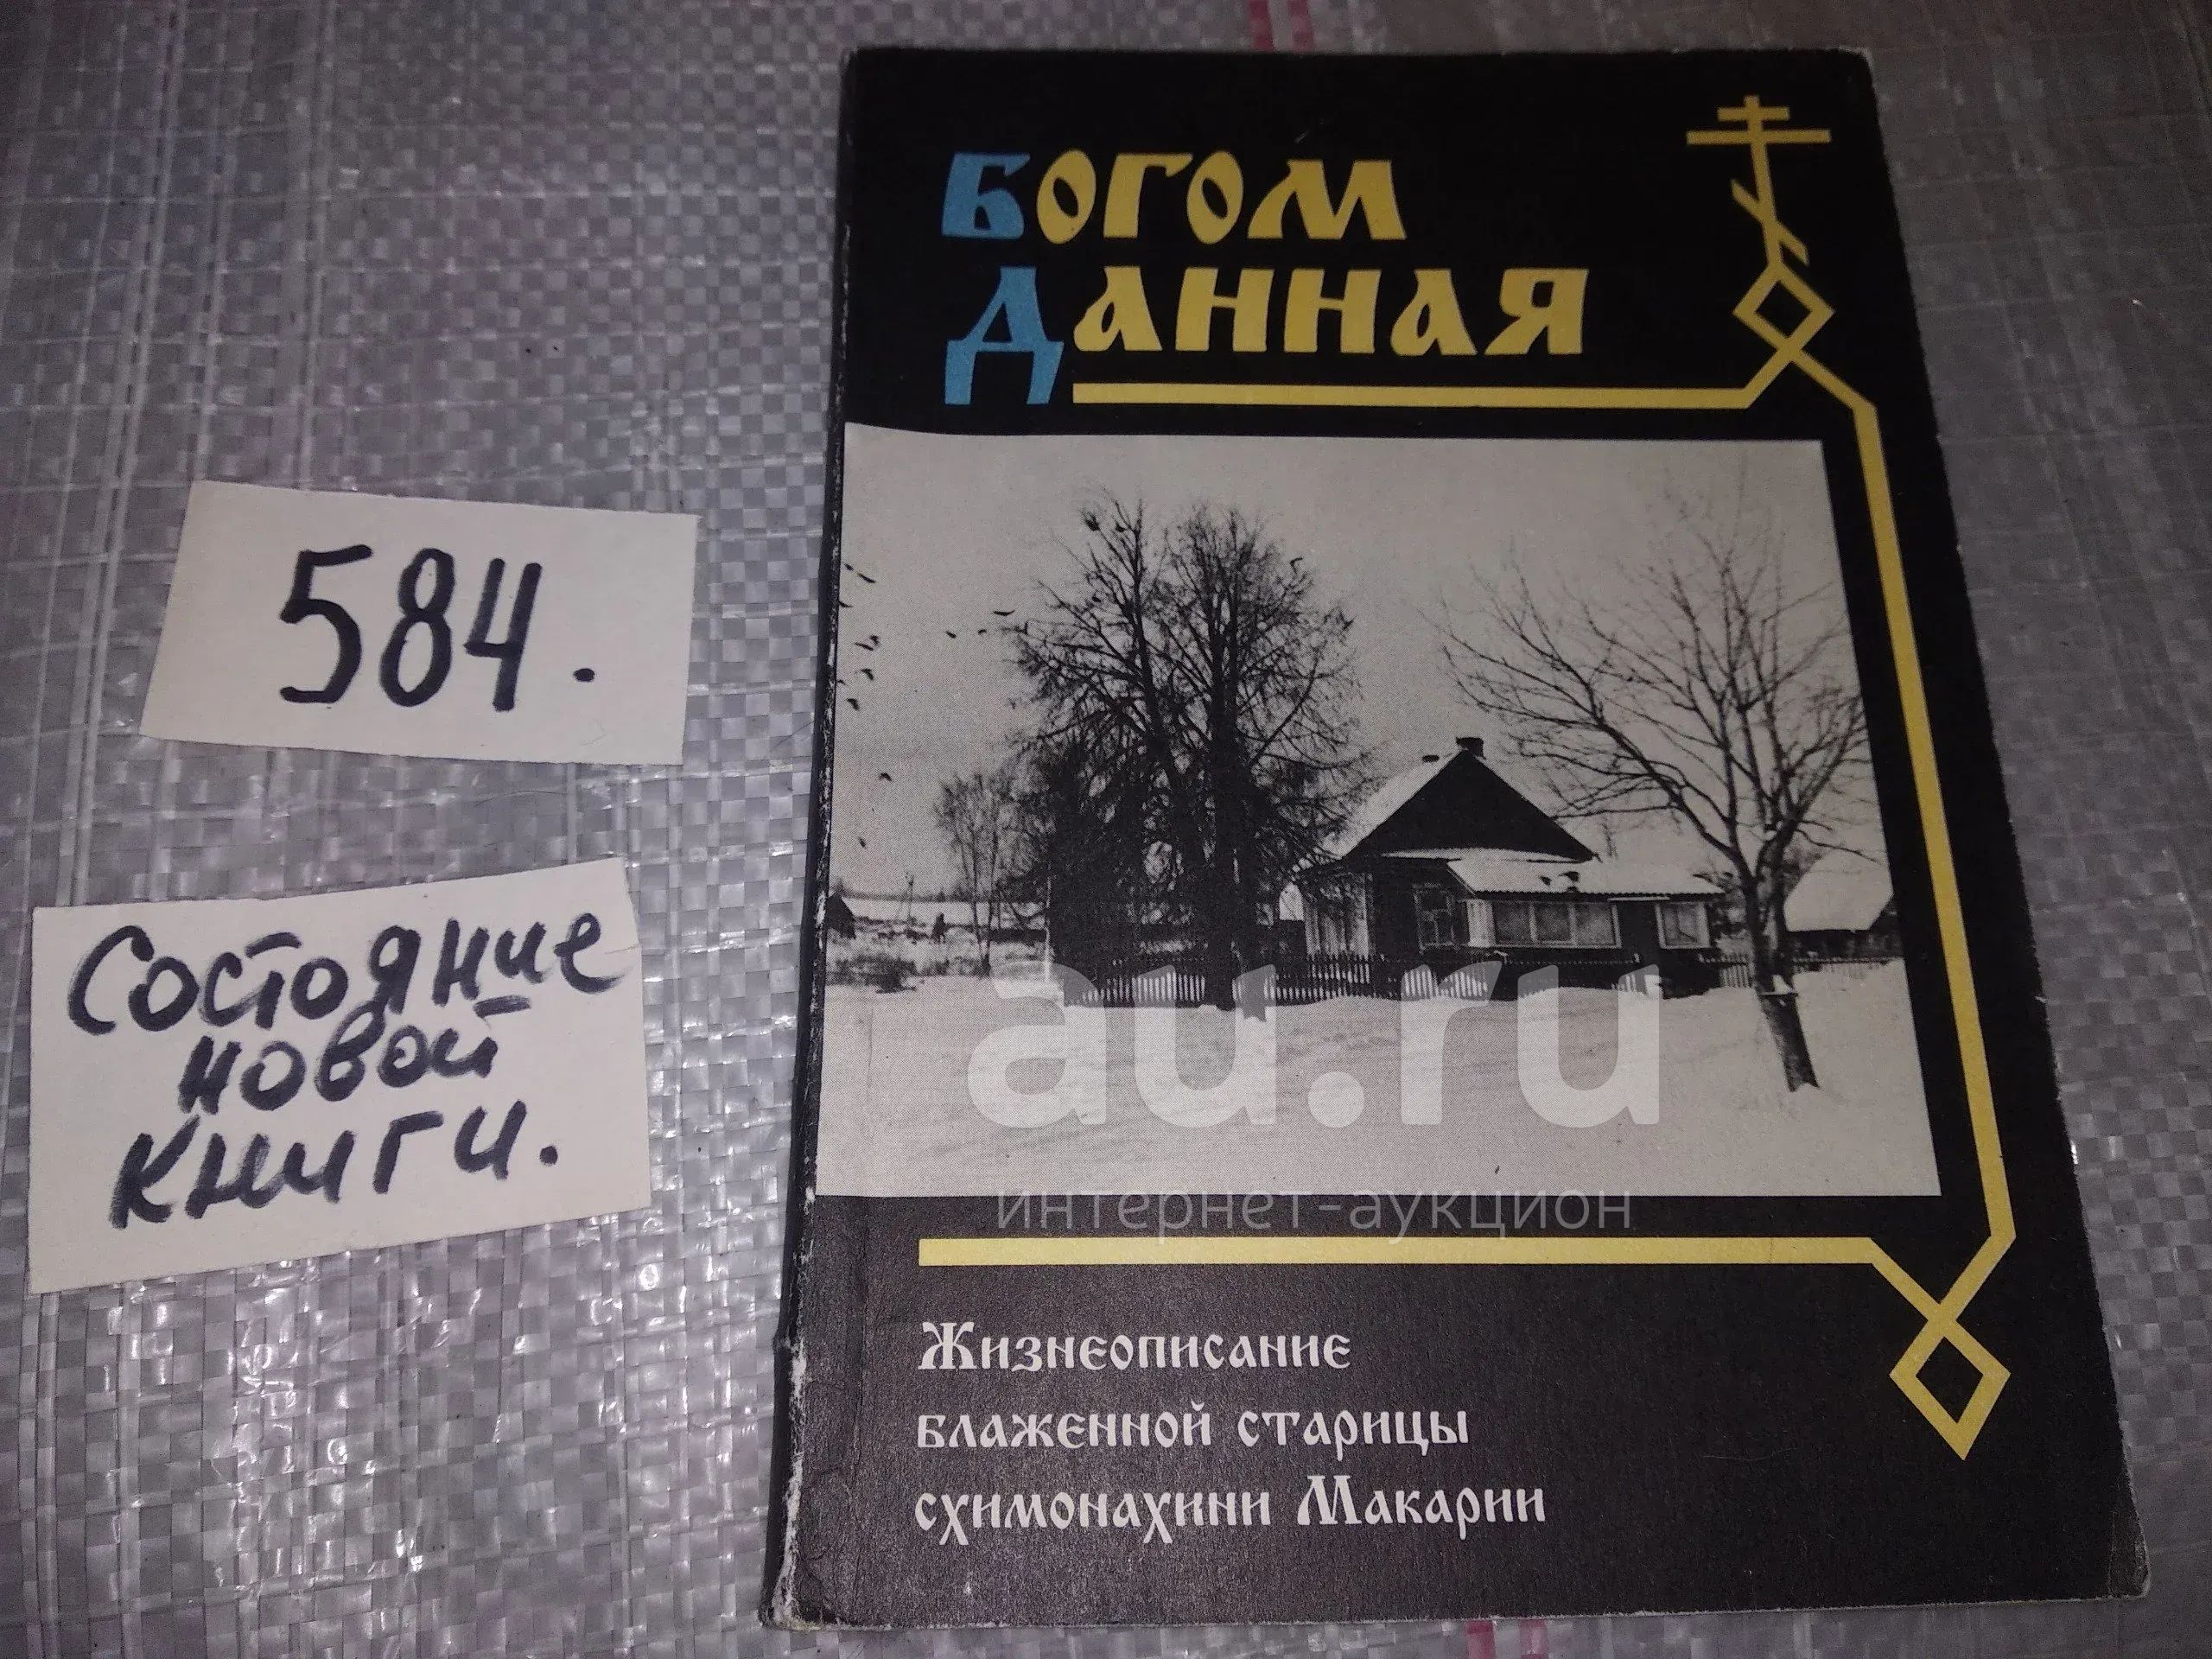 Богом
Данная
584.
Состояние
новой
книги.
au.ru
интернет-аукцион
Жизнеописание
блаженной старицы
схимонахини Макарии